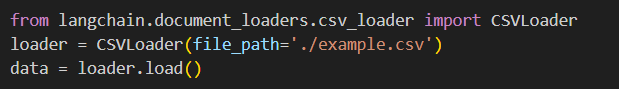 from langchain.document_loaders.csv_loader import CSVLoader
loader = CSVLoader(file_path='./example.csv')
data = loader.load()